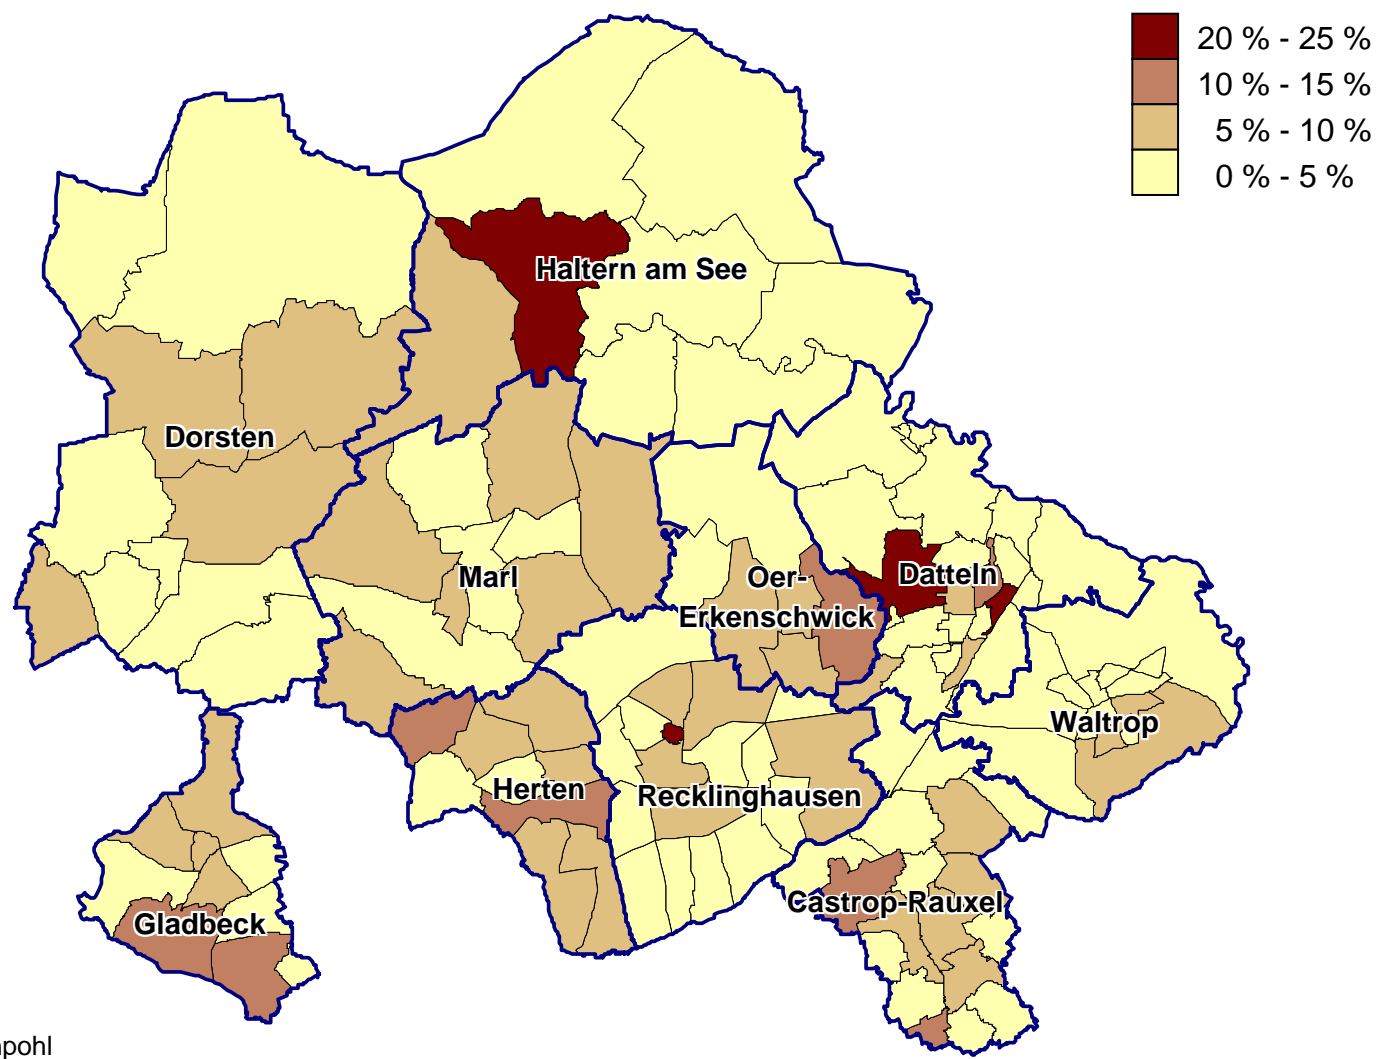 20 % - 25 %
10 % - 15 %
5 % - 10 %
0 % - 5 %
Haltern am See
Dorsten
Marl
Oer-
Erkenschwick
Datteln
Waltrop
Herten
Recklinghausen
Castrop-Rauxel
Gladbeck